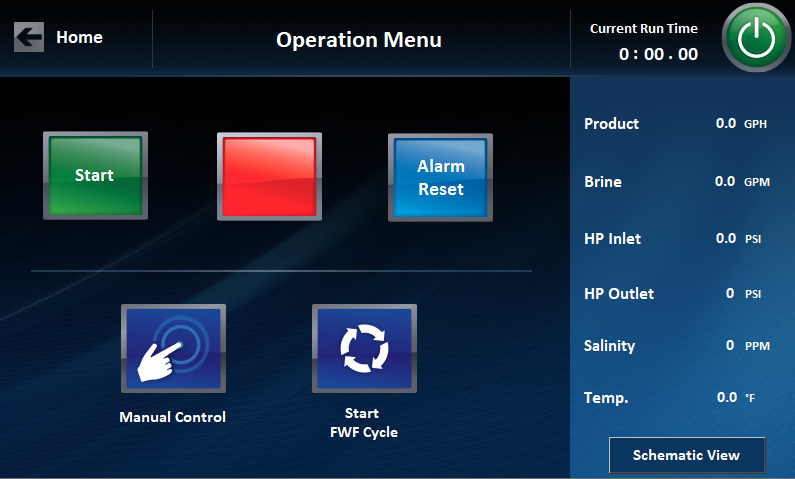 Home
Operation Menu
Current Run Time
0 : 00 . 00
Start
Alarm
Reset
Product 0.0 GPH
Brine 0.0 GPM
HP Inlet 0.0 PSI
HP Outlet 0 PSI
Salinity 0 PPM
Temp. 0.0 °F
Manual Control
Start
FWF Cycle
Schematic View